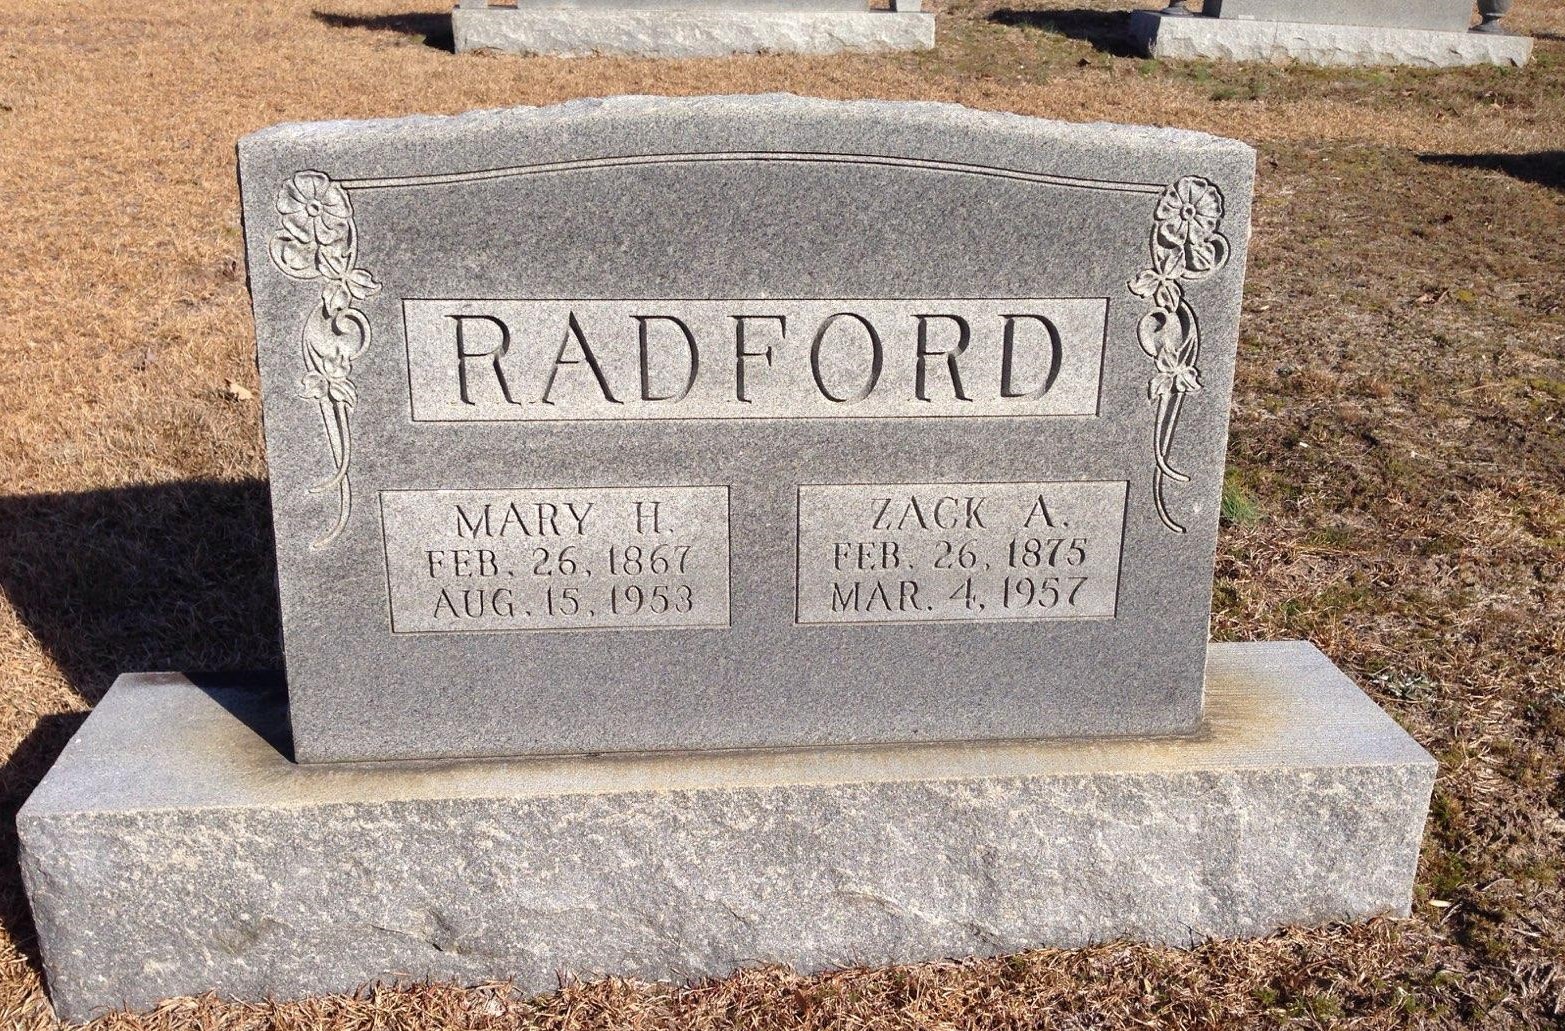 RADFORD
MARY H.
FEB. 26, 1867
AUG. 15, 1953
ZACK A.
FEB. 26, 1875
MAR. 4, 1957